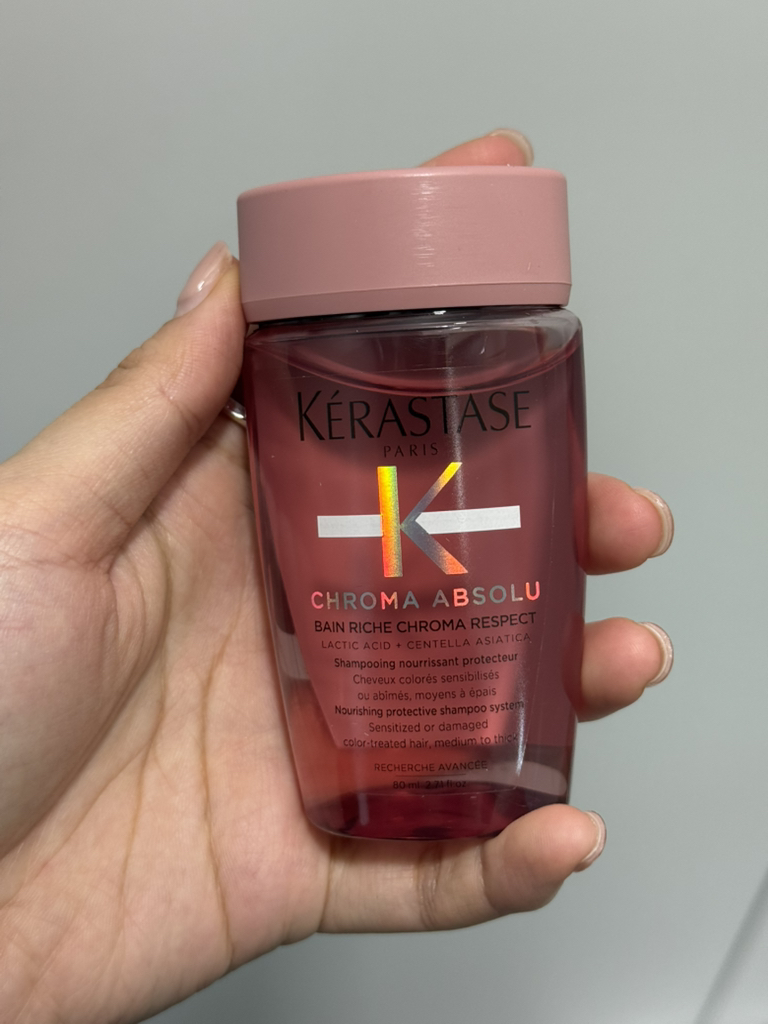 KÉRASTASE
PARIS
K
CHROMA ABSOLU
BAIN RICHE CHROMA RESPECT
LACTIC ACID + CENTELLA ASIATICA
Shampooing nourrissant protecteur
Cheveux colorés sensibilisés
ou abîmés, moyens à épais
Nourishing protective shampoo system
Sensitized or damaged
color-treated hair, medium to thick
RECHERCHE AVANCÉE
80 ml 2.71 fl oz